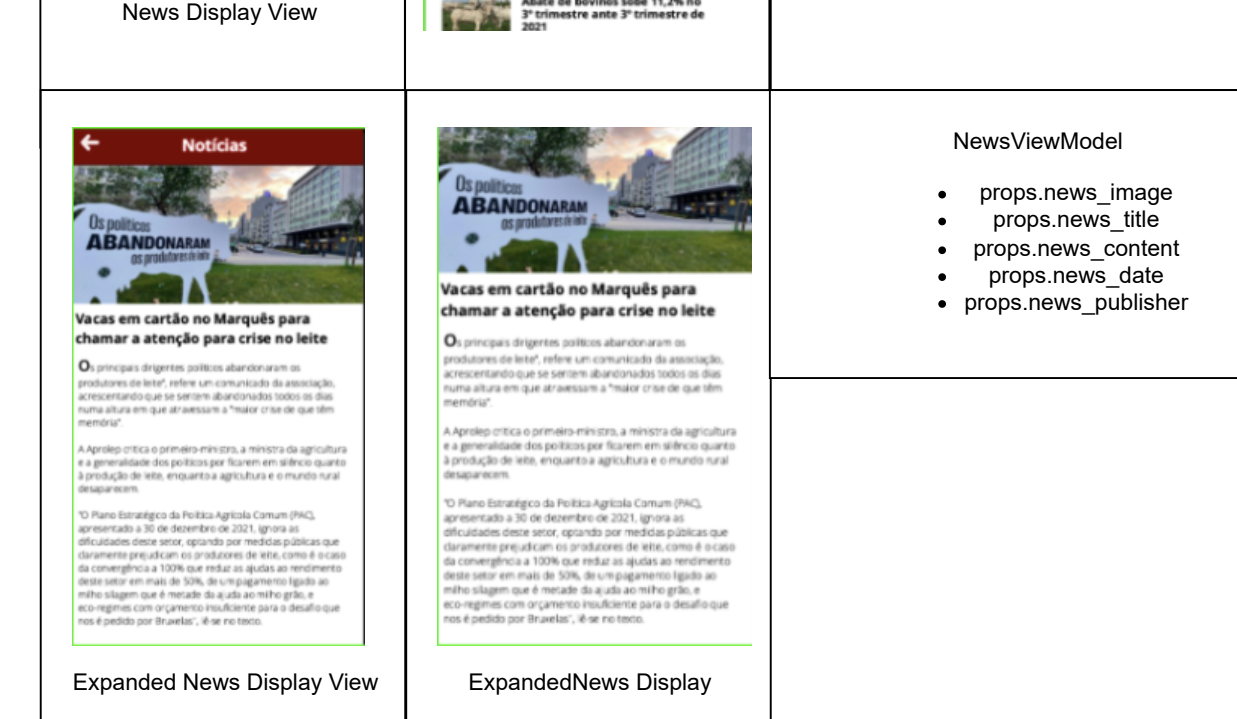 News Display View
Abate de bovinos sobe 11,2% no
3º trimestre ante 3º trimestre de
2021
Notícias
Os políticos
ABANDONARAM
os produtores de leite
Vacas em cartão no Marquês para
chamar a atenção para crise no leite
Os principais dirigentes políticos abandonaram os
produtores de leite", refere um comunicado da associação,
acrescentando que se sentem abandonados todos os dias
numa altura em que atravessam a "maior crise de que têm
memória".
A Aprolep critica o primeiro-ministro, a ministra da agricultura
e a generalidade dos políticos por ficarem em silêncio quanto
à produção de leite, enquanto a agricultura e o mundo rural
desaparecem.
"O Plano Estratégico da Política Agrícola Comum (PAC),
apresentado a 30 de dezembro de 2021, ignora as
dificuldades deste setor, optando por medidas públicas que
claramente prejudicam os produtores de leite, como é o caso
da convergência a 100% que reduz as ajudas ao rendimento
deste setor em mais de 50%, de um pagamento ligado ao
milho silagem que é metade da ajuda ao milho grão, e
eco-regimes com orçamento insuficiente para o desafio que
nos é pedido por Bruxelas", lê-se no texto.
Expanded News Display View
Os políticos
ABANDONARAM
os produtores de leite
Vacas em cartão no Marquês para
chamar a atenção para crise no leite
Os principais dirigentes políticos abandonaram os
produtores de leite", refere um comunicado da associação,
acrescentando que se sentem abandonados todos os dias
numa altura em que atravessam a "maior crise de que têm
memória".
A Aprolep critica o primeiro-ministro, a ministra da agricultura
e a generalidade dos políticos por ficarem em silêncio quanto
à produção de leite, enquanto a agricultura e o mundo rural
desaparecem.
"O Plano Estratégico da Política Agrícola Comum (PAC),
apresentado a 30 de dezembro de 2021, ignora as
dificuldades deste setor, optando por medidas públicas que
claramente prejudicam os produtores de leite, como é o caso
da convergência a 100% que reduz as ajudas ao rendimento
deste setor em mais de 50%, de um pagamento ligado ao
milho silagem que é metade da ajuda ao milho grão, e
eco-regimes com orçamento insuficiente para o desafio que
nos é pedido por Bruxelas", lê-se no texto.
ExpandedNews Display
NewsViewModel
• props.news_image
• props.news_title
• props.news_content
• props.news_date
• props.news_publisher